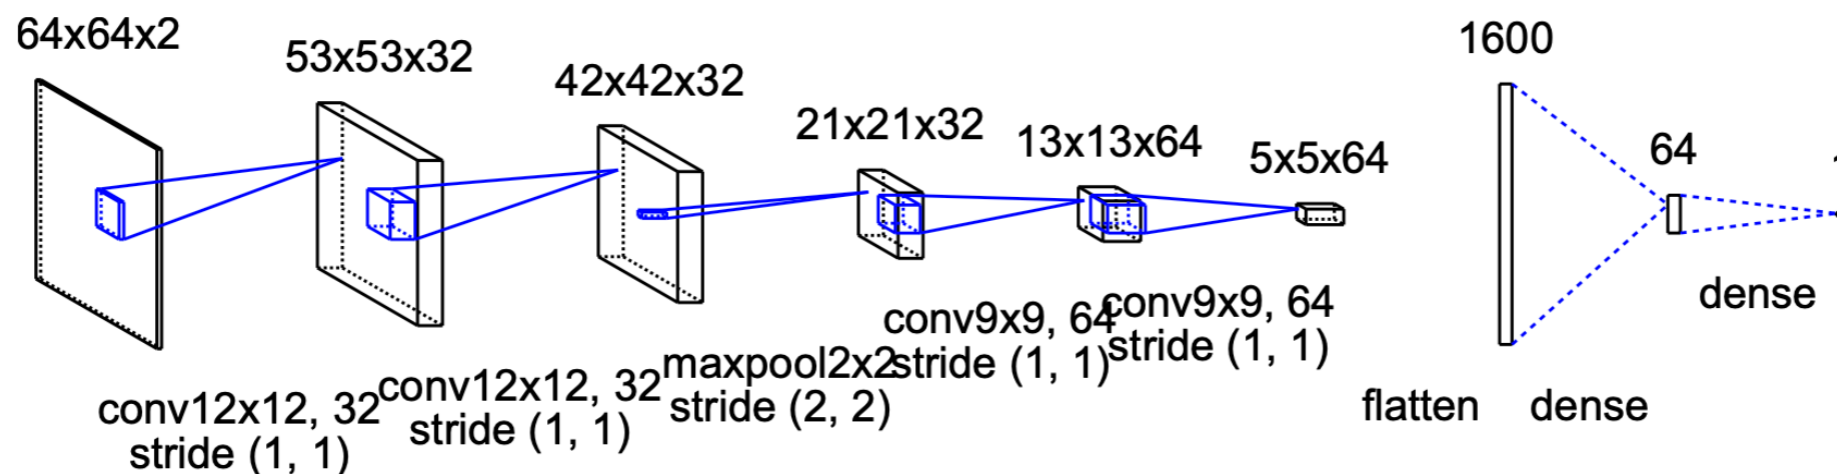 64x64x2
53x53x32
42x42x32
21x21x32
13x13x64
5x5x64
1600
64
conv12x12, 32
stride (1, 1)
conv12x12, 32
stride (1, 1)
maxpool2x2
stride (2, 2)
conv9x9, 64
stride (1, 1)
conv9x9, 64
stride (1, 1)
flatten
dense
dense